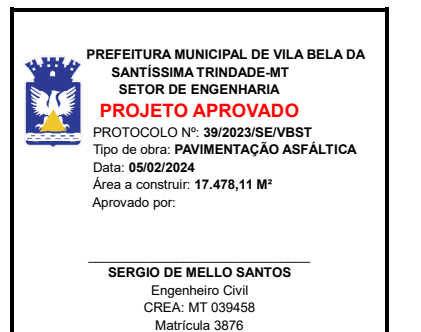 PREFEITURA MUNICIPAL DE VILA BELA DA
SANTÍSSIMA TRINDADE-MT
SETOR DE ENGENHARIA
PROJETO APROVADO
PROTOCOLO Nº: 39/2023/SE/VBST
Tipo de obra: PAVIMENTAÇÃO ASFÁLTICA
Data: 05/02/2024
Área a construir: 17.478,11 M²
Aprovado por:
SERGIO DE MELLO SANTOS
Engenheiro Civil
CREA: MT 039458
Matrícula 3876